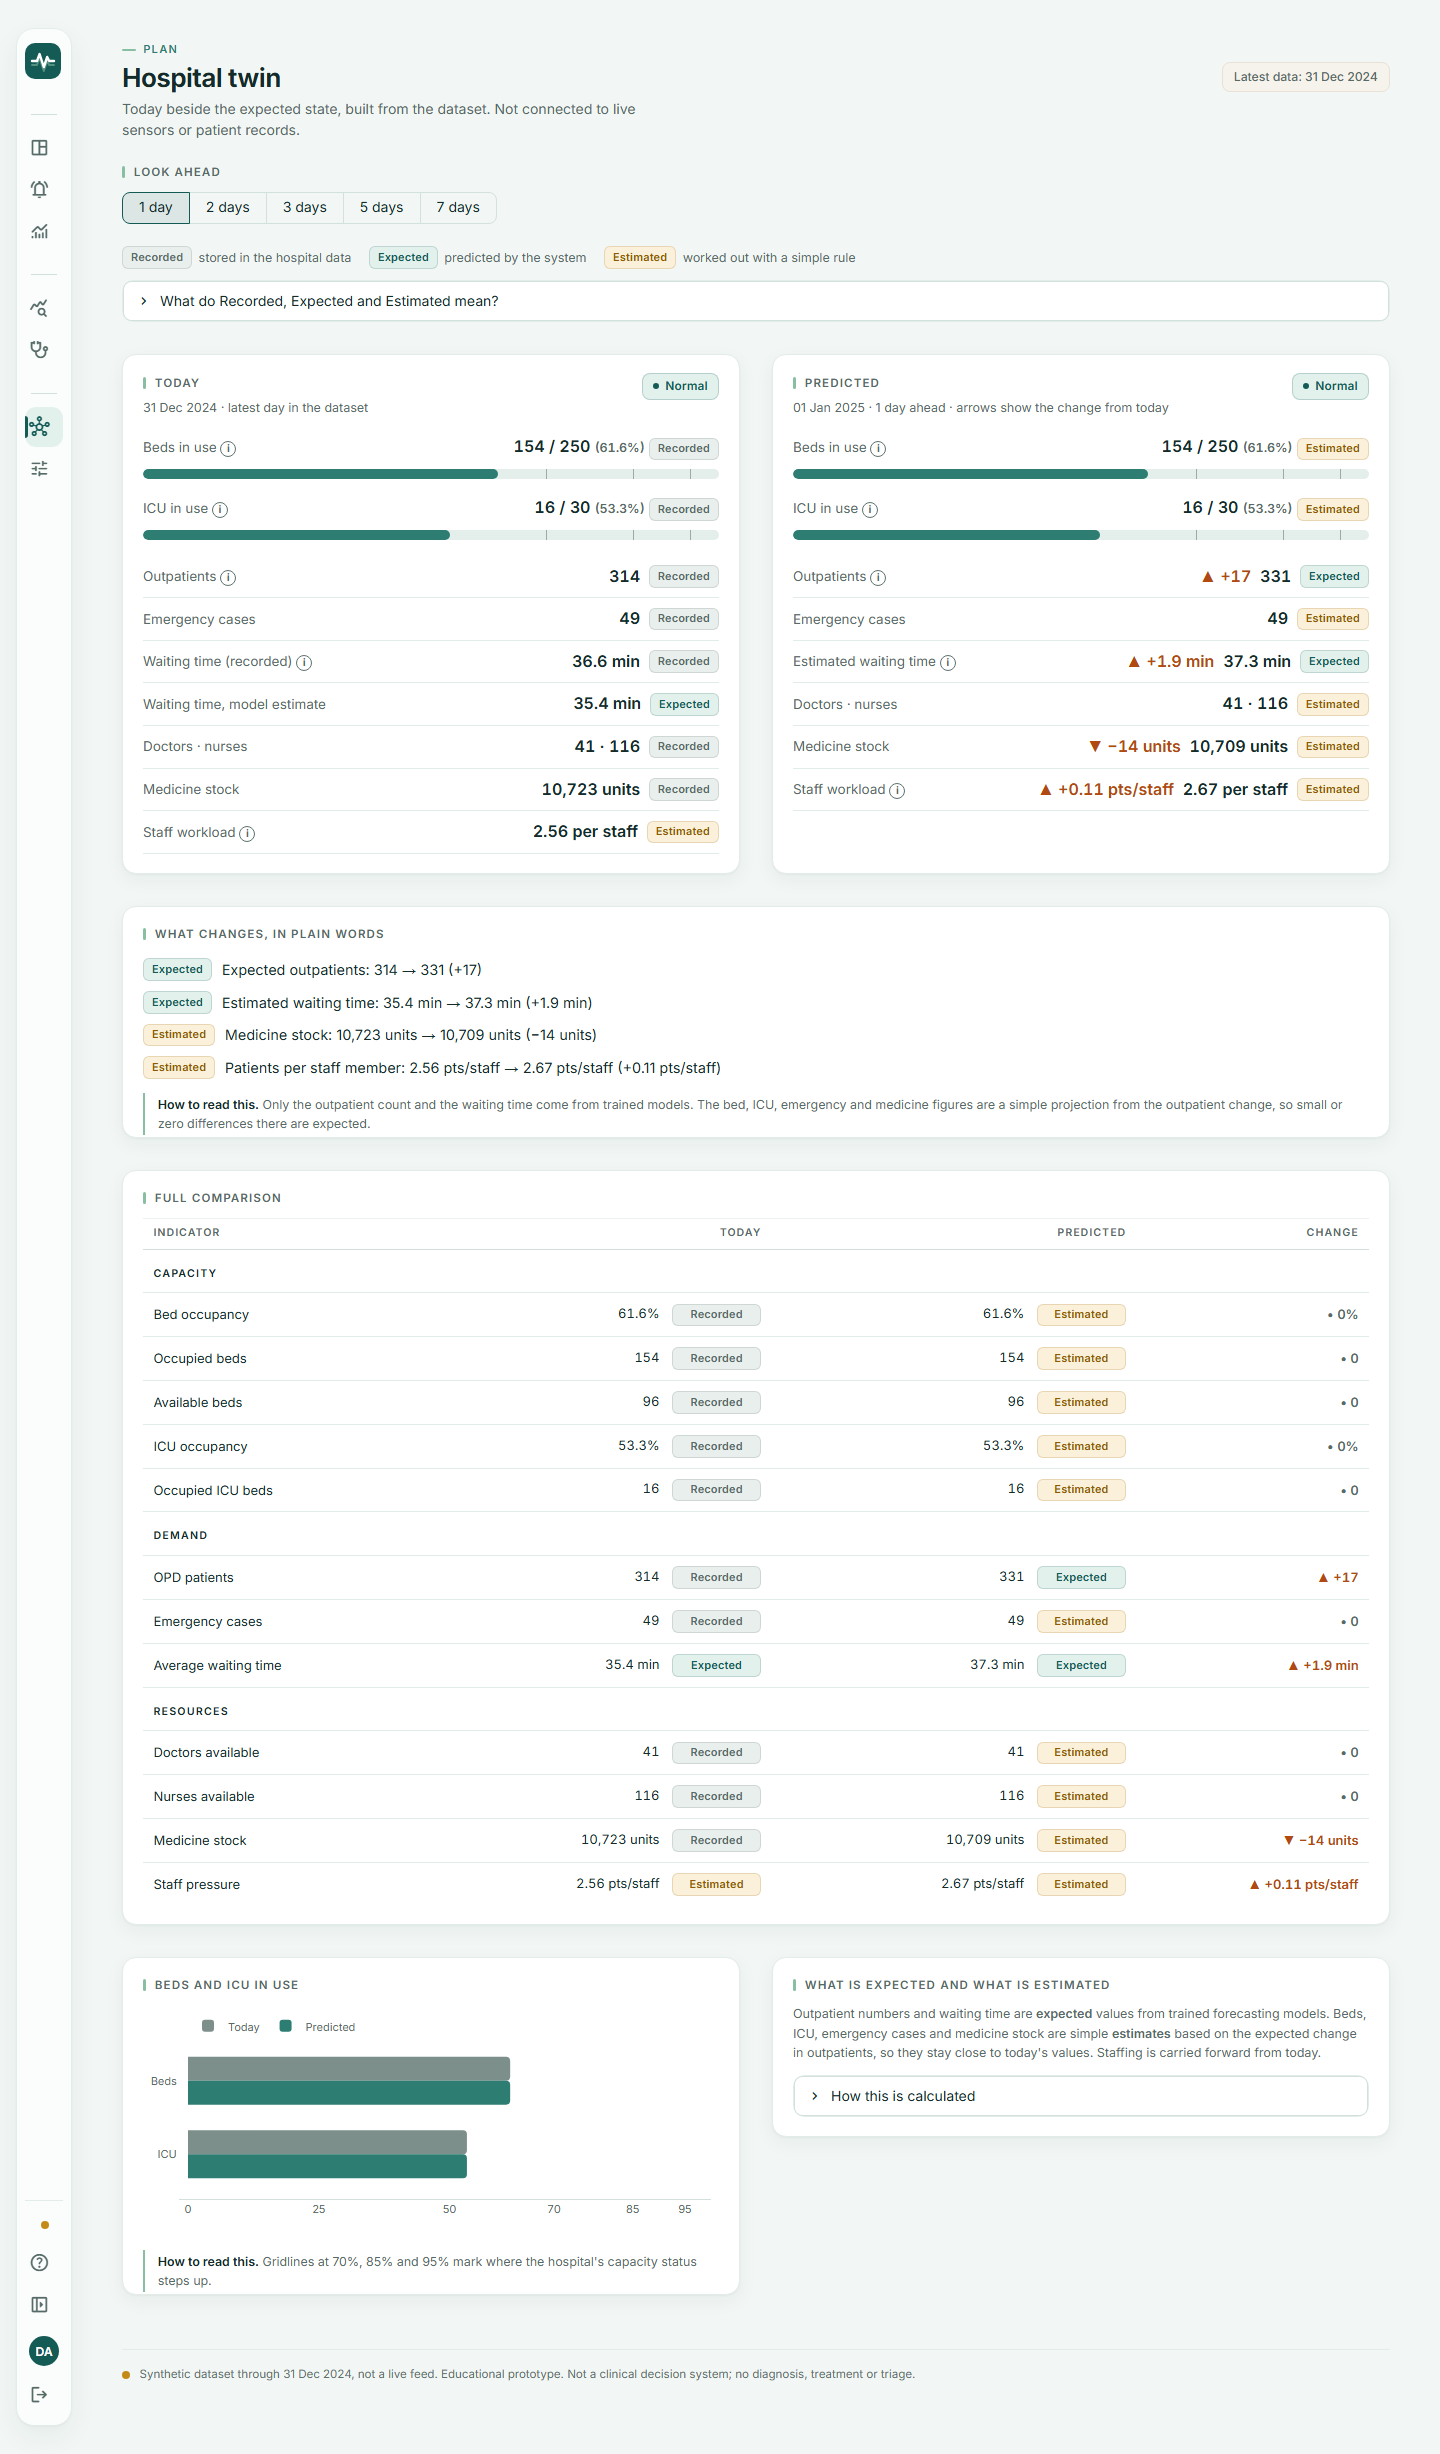 PLAN
Hospital twin
Latest data: 31 Dec 2024
Today beside the expected state, built from the dataset. Not connected to live
sensors or patient records.
LOOK AHEAD
1 day 2 days 3 days 5 days 7 days
Recorded stored in the hospital data Expected predicted by the system Estimated worked out with a simple rule
What do Recorded, Expected and Estimated mean?
TODAY
Normal
31 Dec 2024 · latest day in the dataset
Beds in use 154 / 250 (61.6%) Recorded
ICU in use 16 / 30 (53.3%) Recorded
Outpatients 314 Recorded
Emergency cases 49 Recorded
Waiting time (recorded) 36.6 min Recorded
Waiting time, model estimate 35.4 min Expected
Doctors · nurses 41 · 116 Recorded
Medicine stock 10,723 units Recorded
Staff workload 2.56 per staff Estimated
PREDICTED
Normal
01 Jan 2025 · 1 day ahead · arrows show the change from today
Beds in use 154 / 250 (61.6%) Estimated
ICU in use 16 / 30 (53.3%) Estimated
Outpatients ▲ +17 331 Expected
Emergency cases 49 Estimated
Estimated waiting time ▲ +1.9 min 37.3 min Expected
Doctors · nurses 41 · 116 Estimated
Medicine stock ▼ −14 units 10,709 units Estimated
Staff workload ▲ +0.11 pts/staff 2.67 per staff Estimated
WHAT CHANGES, IN PLAIN WORDS
Expected Expected outpatients: 314 → 331 (+17)
Expected Estimated waiting time: 35.4 min → 37.3 min (+1.9 min)
Estimated Medicine stock: 10,723 units → 10,709 units (−14 units)
Estimated Patients per staff member: 2.56 pts/staff → 2.67 pts/staff (+0.11 pts/staff)
How to read this. Only the outpatient count and the waiting time come from trained models. The bed, ICU, emergency and medicine figures are a simple projection from the outpatient change, so small or
zero differences there are expected.
FULL COMPARISON
INDICATOR TODAY PREDICTED CHANGE
CAPACITY
Bed occupancy 61.6% Recorded 61.6% Estimated • 0%
Occupied beds 154 Recorded 154 Estimated • 0
Available beds 96 Recorded 96 Estimated • 0
ICU occupancy 53.3% Recorded 53.3% Estimated • 0%
Occupied ICU beds 16 Recorded 16 Estimated • 0
DEMAND
OPD patients 314 Recorded 331 Expected ▲ +17
Emergency cases 49 Recorded 49 Estimated • 0
Average waiting time 35.4 min Expected 37.3 min Expected ▲ +1.9 min
RESOURCES
Doctors available 41 Recorded 41 Estimated • 0
Nurses available 116 Recorded 116 Estimated • 0
Medicine stock 10,723 units Recorded 10,709 units Estimated ▼ −14 units
Staff pressure 2.56 pts/staff Estimated 2.67 pts/staff Estimated ▲ +0.11 pts/staff
BEDS AND ICU IN USE
Today Predicted
Beds
ICU
0 25 50 70 85 95
How to read this. Gridlines at 70%, 85% and 95% mark where the hospital's capacity status
steps up.
WHAT IS EXPECTED AND WHAT IS ESTIMATED
Outpatient numbers and waiting time are expected values from trained forecasting models. Beds,
ICU, emergency cases and medicine stock are simple estimates based on the expected change
in outpatients, so they stay close to today's values. Staffing is carried forward from today.
How this is calculated
DA
Synthetic dataset through 31 Dec 2024, not a live feed. Educational prototype. Not a clinical decision system; no diagnosis, treatment or triage.